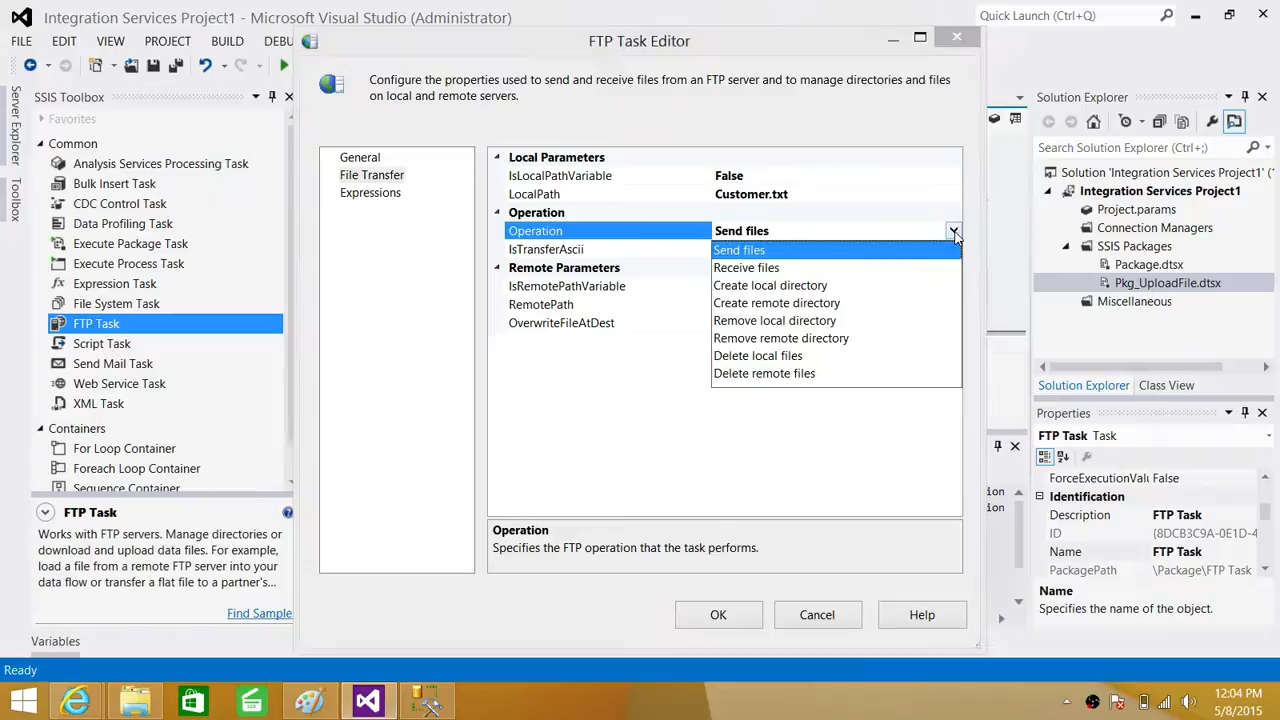 Integration Services Project1 - Microsoft Visual Studio (Administrator)
Quick Launch (Ctrl+Q)
FILE EDIT VIEW PROJECT BUILD DEBU
FTP Task Editor
Configure the properties used to send and receive files from an FTP server and to manage directories and files
on local and remote servers.
Server Explorer
Toolbox
SSIS Toolbox
Favorites
Common
Analysis Services Processing Task
Bulk Insert Task
CDC Control Task
Data Profiling Task
Execute Package Task
Execute Process Task
Expression Task
File System Task
FTP Task
Script Task
Send Mail Task
Web Service Task
XML Task
Containers
For Loop Container
Foreach Loop Container
Sequence Container
FTP Task
Works with FTP servers. Manage directories or
download and upload data files. For example,
load a file from a remote FTP server into your
data flow or transfer a flat file to a partner's...
Find Sample
Variables
Ready
General
File Transfer
Expressions
Local Parameters
IsLocalPathVariable False
LocalPath Customer.txt
Operation
Operation Send files
IsTransferAscii
Remote Parameters
IsRemotePathVariable
RemotePath
OverwriteFileAtDest
Send files
Receive files
Create local directory
Create remote directory
Remove local directory
Remove remote directory
Delete local files
Delete remote files
Operation
Specifies the FTP operation that the task performs.
OK Cancel Help
ion
ion
Solution Explorer
Search Solution Explorer (Ctrl+;)
Solution 'Integration Services Project1' (
Integration Services Project1
Project.params
Connection Managers
SSIS Packages
Package.dtsx
Pkg_UploadFile.dtsx
Miscellaneous
Solution Explorer Class View
Properties
FTP Task Task
ForceExecutionValu False
Identification
Description FTP Task
ID {8DCB3C9A-0E1D-4
Name FTP Task
PackagePath \Package\FTP Task
Name
Specifies the name of the object.
12:04 PM
5/8/2015